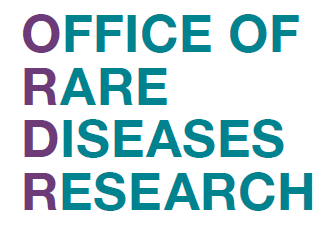 OFFICE OF
RARE
DISEASES
RESEARCH